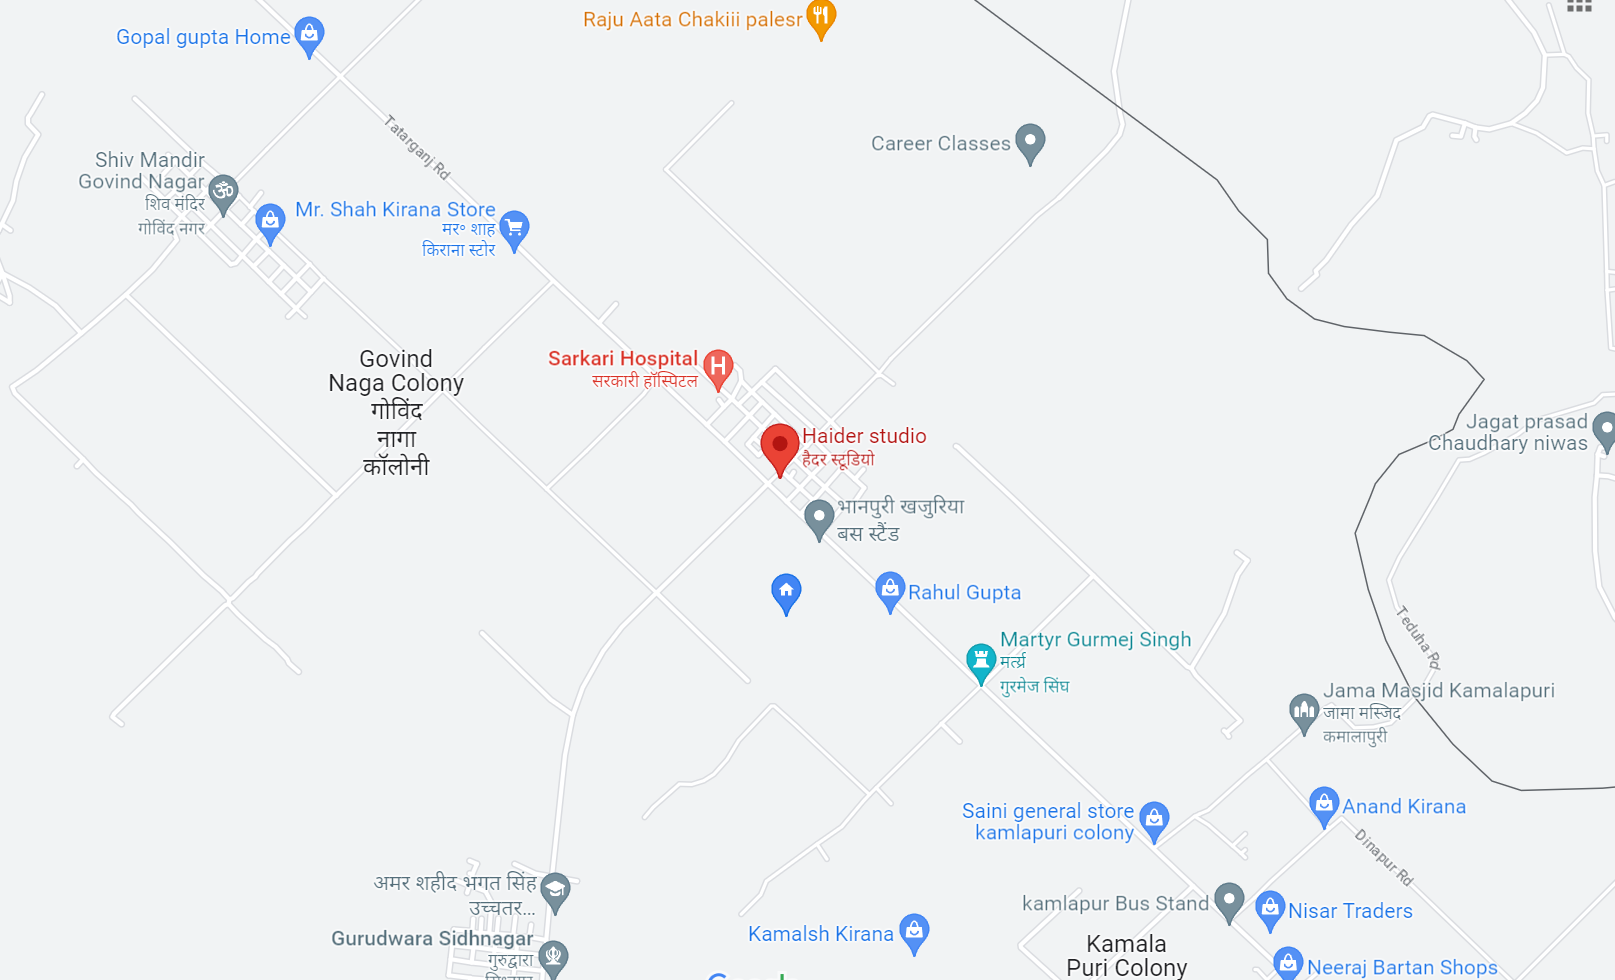 Raju Aata Chakiii palesr
Gopal gupta Home
Tatarganj Rd
Career Classes
Shiv Mandir
Govind Nagar
शिव मंदिर
गोविंद नगर
Mr. Shah Kirana Store
मर॰ शाह
किराना स्टोर
Govind
Naga Colony
गोविंद
नागा
कॉलोनी
Sarkari Hospital
सरकारी हॉस्पिटल
Haider studio
हैदर स्टूडियो
Jagat prasad
Chaudhary niwas
भानपुरी खजुरिया
बस स्टैंड
Rahul Gupta
Martyr Gurmej Singh
मर्त्य्र
गुरमेज सिंघ
Teduha Rd
Jama Masjid Kamalapuri
जामा मस्जिद
कमालापुरी
Saini general store
kamlapuri colony
Anand Kirana
Dinapur Rd
अमर शहीद भगत सिंह
उच्चतर...
kamlapur Bus Stand
Nisar Traders
Gurudwara Sidhnagar
गुरुद्वारा
Kamalsh Kirana
Kamala
Puri Colony
Neeraj Bartan Shops